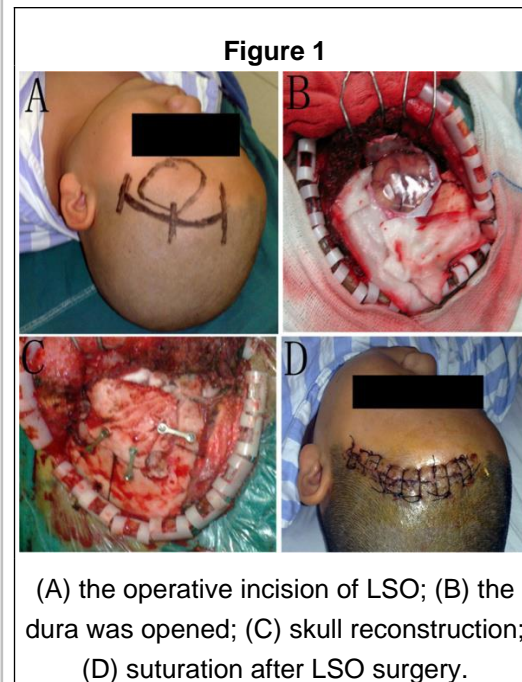 Figure 1
A
B
C
D
(A) the operative incision of LSO; (B) the
dura was opened; (C) skull reconstruction;
(D) suturation after LSO surgery.